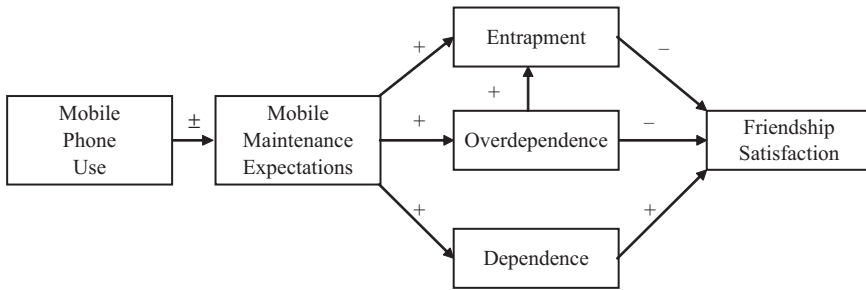 Entrapment
+
−
+
Mobile
Phone
Use
±
Mobile
Maintenance
Expectations
+
Overdependence
−
Friendship
Satisfaction
+
+
Dependence